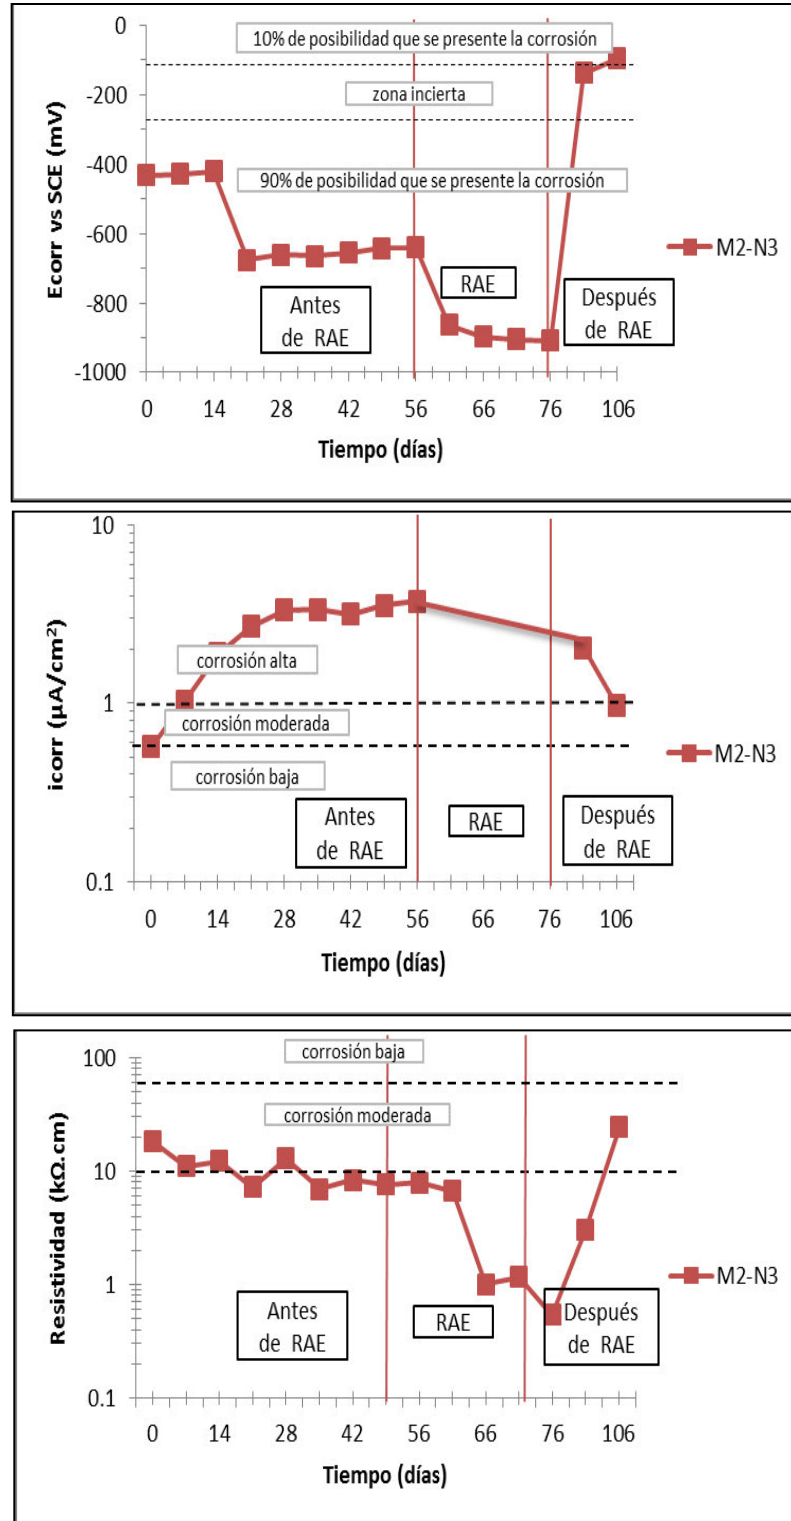 0
-200
-400
-600
-800
-1000
Ecorr vs SCE (mV)
10% de posibilidad que se presente la corrosión
zona incierta
90% de posibilidad que se presente la corrosión
M2-N3
Antes
de RAE
RAE
Después
de RAE
0 14 28 42 56 66 76 106
Tiempo (días)
10
1
0.1
icorr (µA/cm²)
corrosión alta
corrosión moderada
corrosión baja
M2-N3
Antes
de RAE
RAE
Después
de RAE
0 14 28 42 56 66 76 106
Tiempo (días)
100
10
1
0.1
Resistividad (kΩ.cm)
corrosión baja
corrosión moderada
M2-N3
Antes
de RAE
RAE
Después
de RAE
0 14 28 42 56 66 76 106
Tiempo (días)